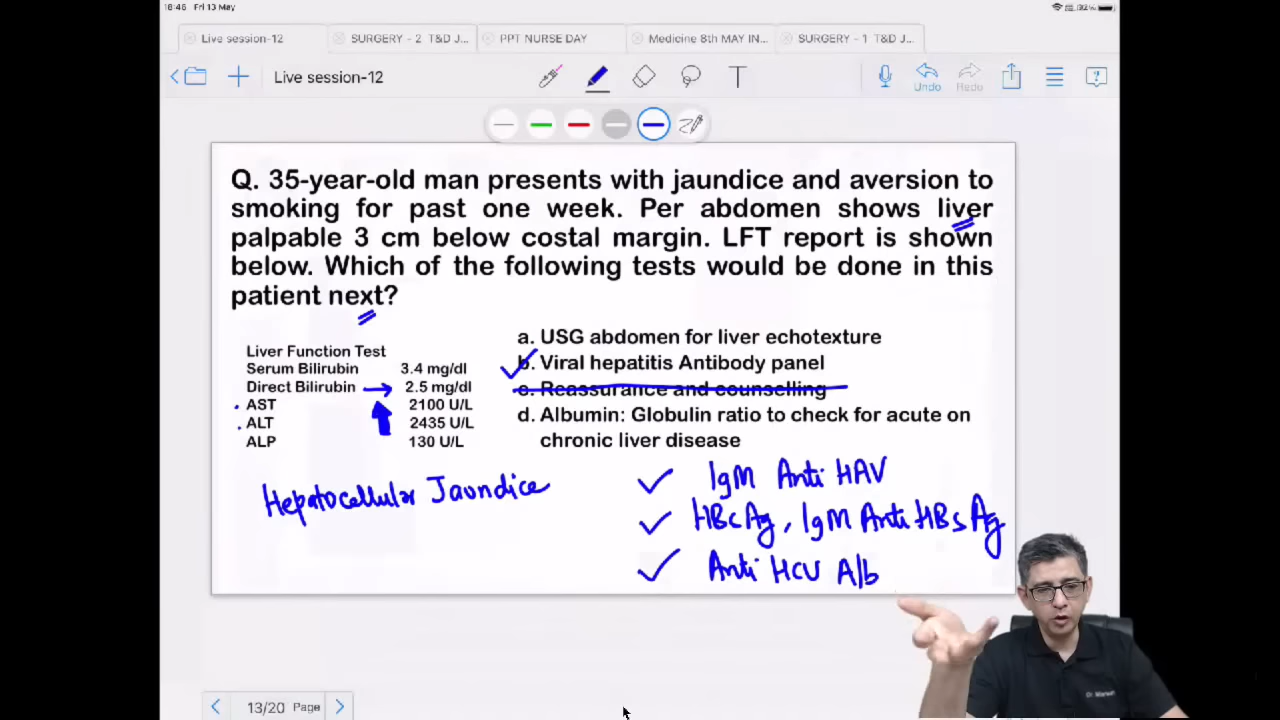 18:46 Fri 13 May
92%
Live session-12
SURGERY - 2 T&D J...
PPT NURSE DAY
Medicine 8th MAY IN...
SURGERY - 1 T&D J...
Live session-12
T
Undo
Redo
Q. 35-year-old man presents with jaundice and aversion to
smoking for past one week. Per abdomen shows liver
palpable 3 cm below costal margin. LFT report is shown
below. Which of the following tests would be done in this
patient next?
Liver Function Test
Serum Bilirubin 3.4 mg/dl
Direct Bilirubin 2.5 mg/dl
AST 2100 U/L
ALT 2435 U/L
ALP 130 U/L
a. USG abdomen for liver echotexture
b. Viral hepatitis Antibody panel
c. Reassurance and counselling
d. Albumin: Globulin ratio to check for acute on
chronic liver disease
Hepatocellular Jaundice
IgM Anti HAV
HBcAg, IgM Anti HBsAg
Anti HCV A/b
13/20 Page